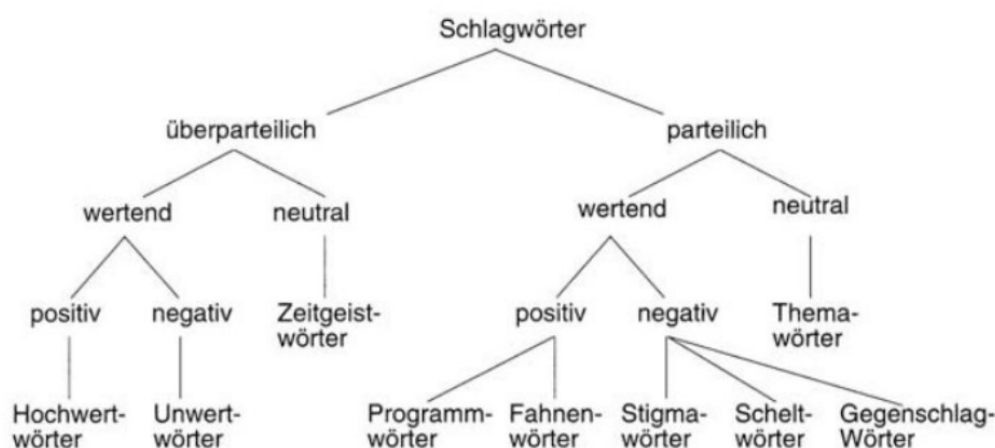 Schlagwörter
überparteilich parteilich
wertend neutral wertend neutral
positiv negativ Zeitgeist- positiv negativ Thema-
wörter wörter
Hochwert- Unwert- Programm- Fahnen- Stigma- Schelt- Gegenschlag-
wörter wörter wörter wörter wörter wörter Wörter